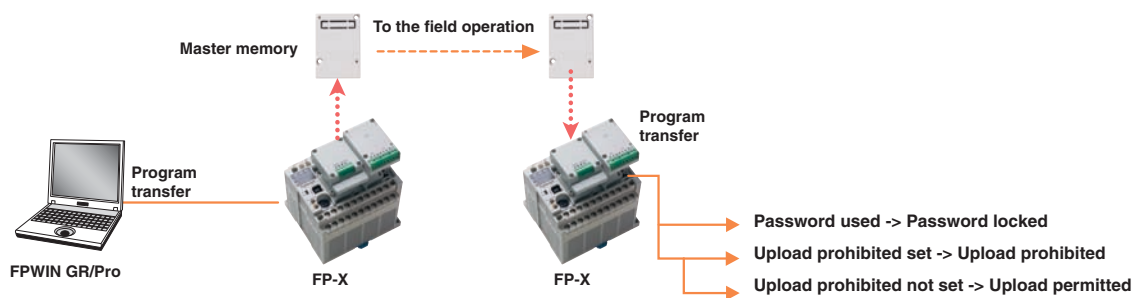 To the field operation
Master memory
Program
transfer
Program
transfer
FPWIN GR/Pro
FP-X
FP-X
Password used -> Password locked
Upload prohibited set -> Upload prohibited
Upload prohibited not set -> Upload permitted